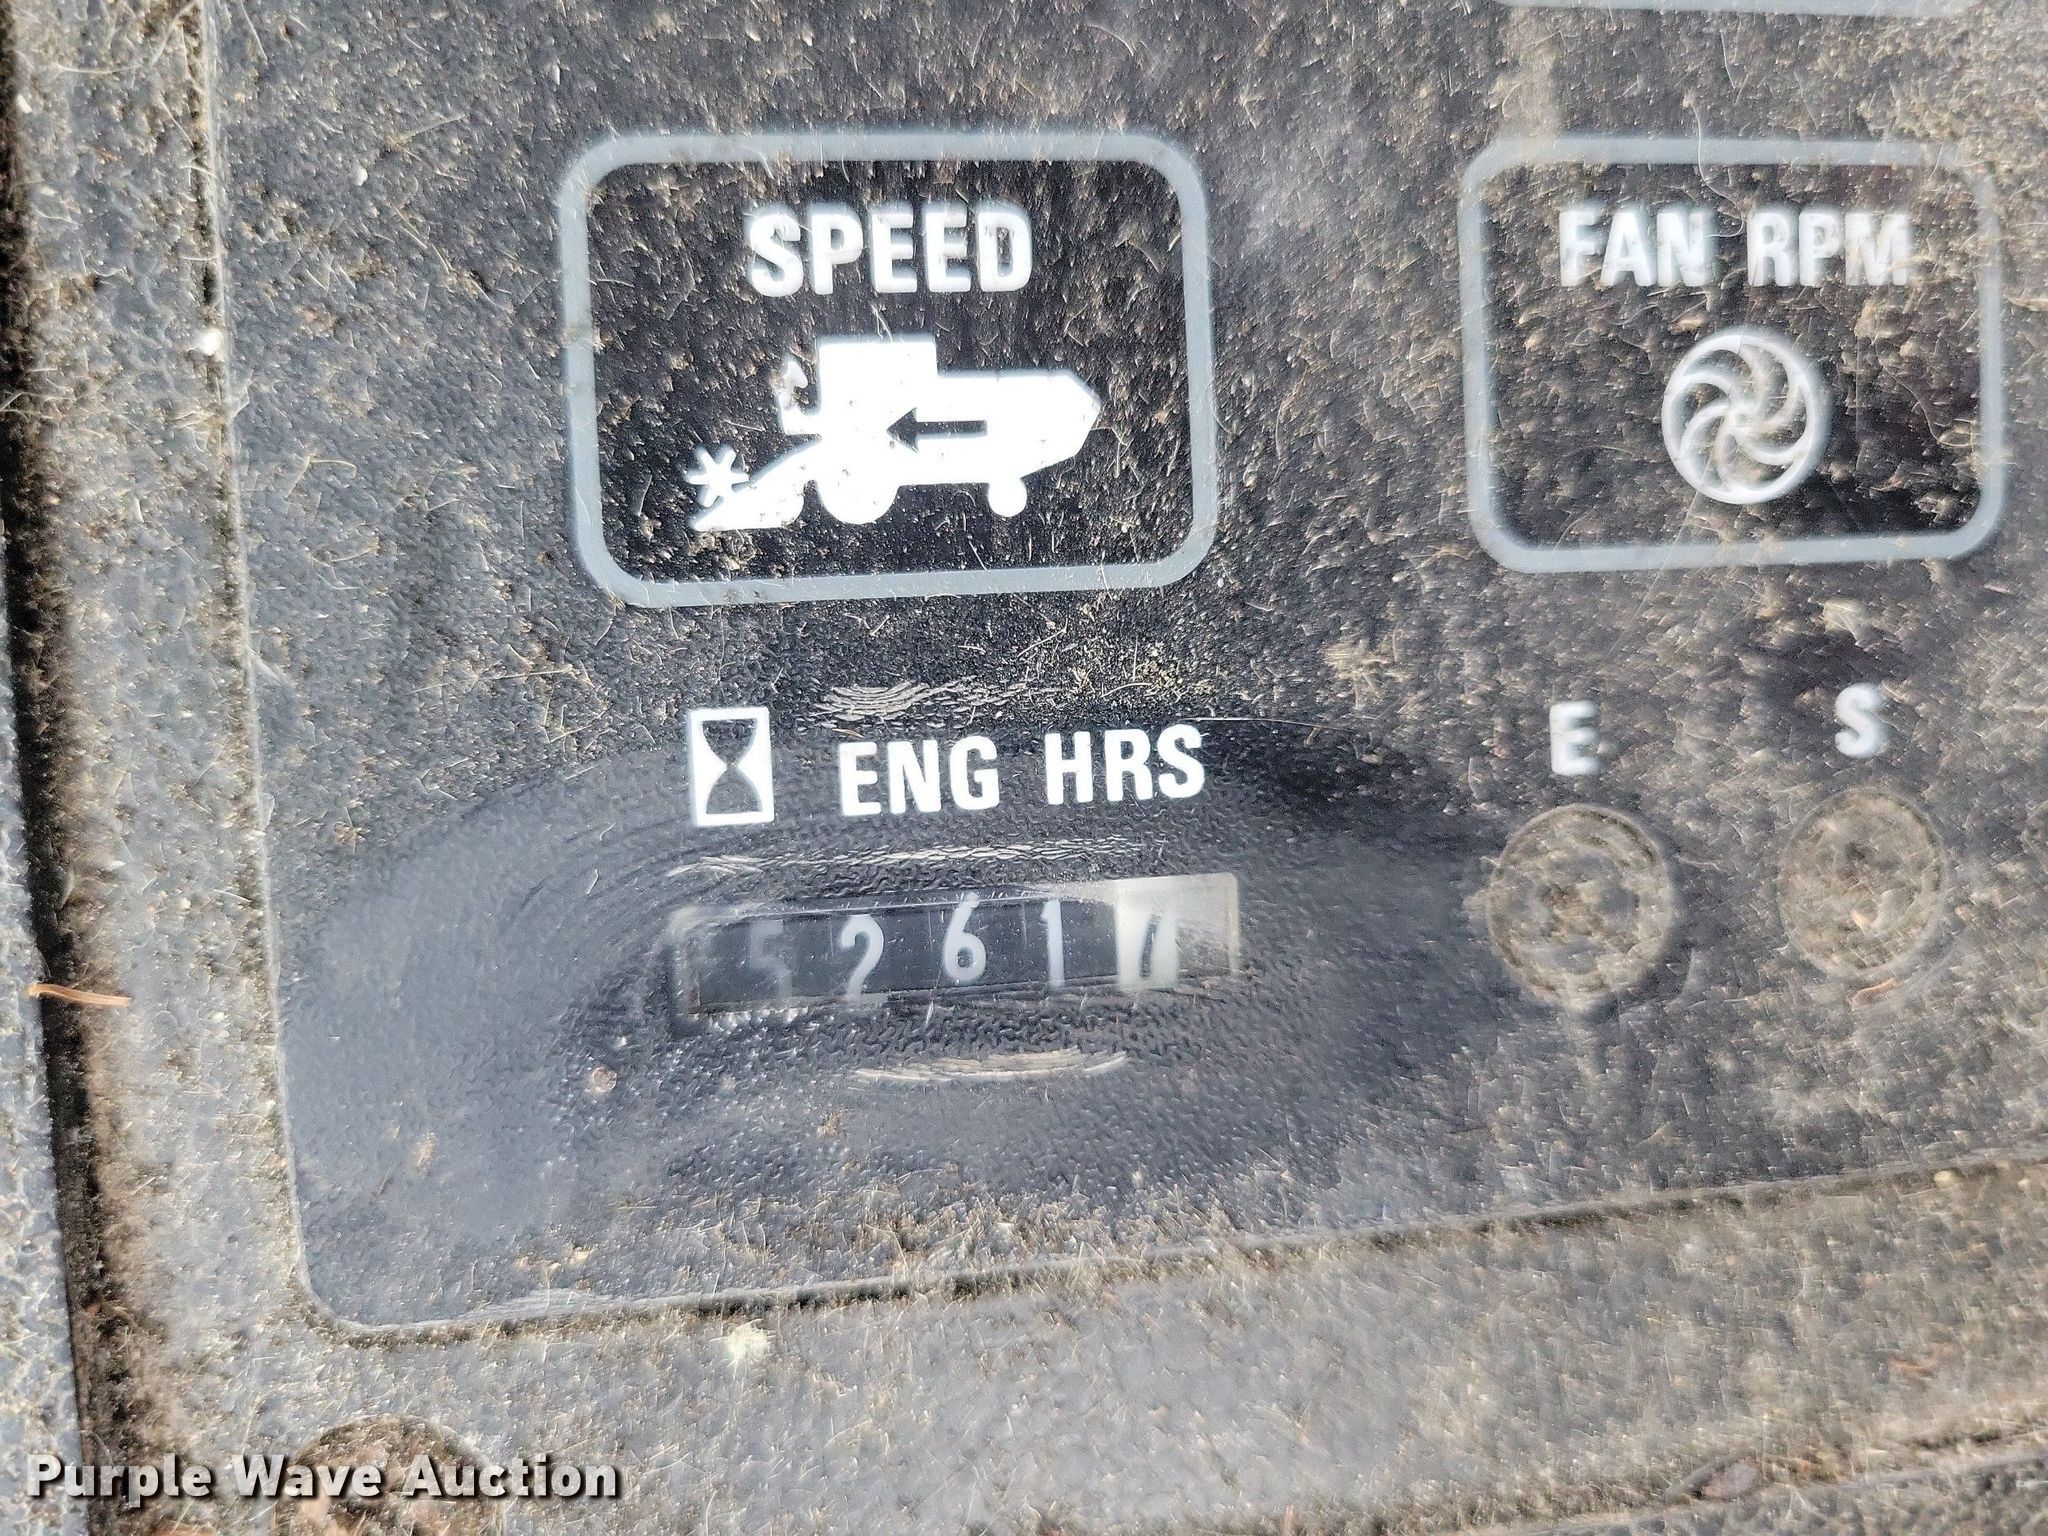 SPEED
FAN RPM
ENG HRS
E
S
5261
Purple Wave Auction